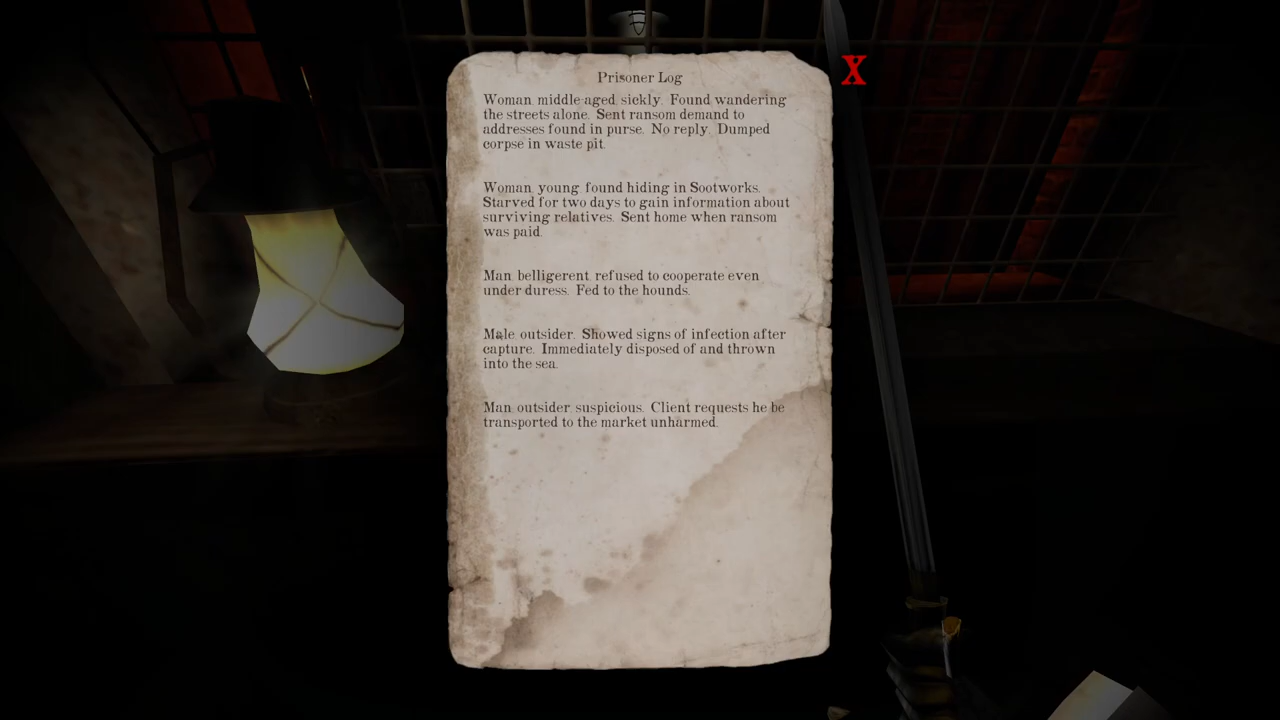 Prisoner Log
Woman, middle-aged, sickly. Found wandering
the streets alone. Sent ransom demand to
addresses found in purse. No reply. Dumped
corpse in waste pit.
Woman, young, found hiding in Sootworks.
Starved for two days to gain information about
surviving relatives. Sent home when ransom
was paid.
Man, belligerent, refused to cooperate even
under duress. Fed to the hounds.
Male outsider. Showed signs of infection after
capture. Immediately disposed of and thrown
into the sea.
Man, outsider, suspicious. Client requests he be
transported to the market unharmed.
X